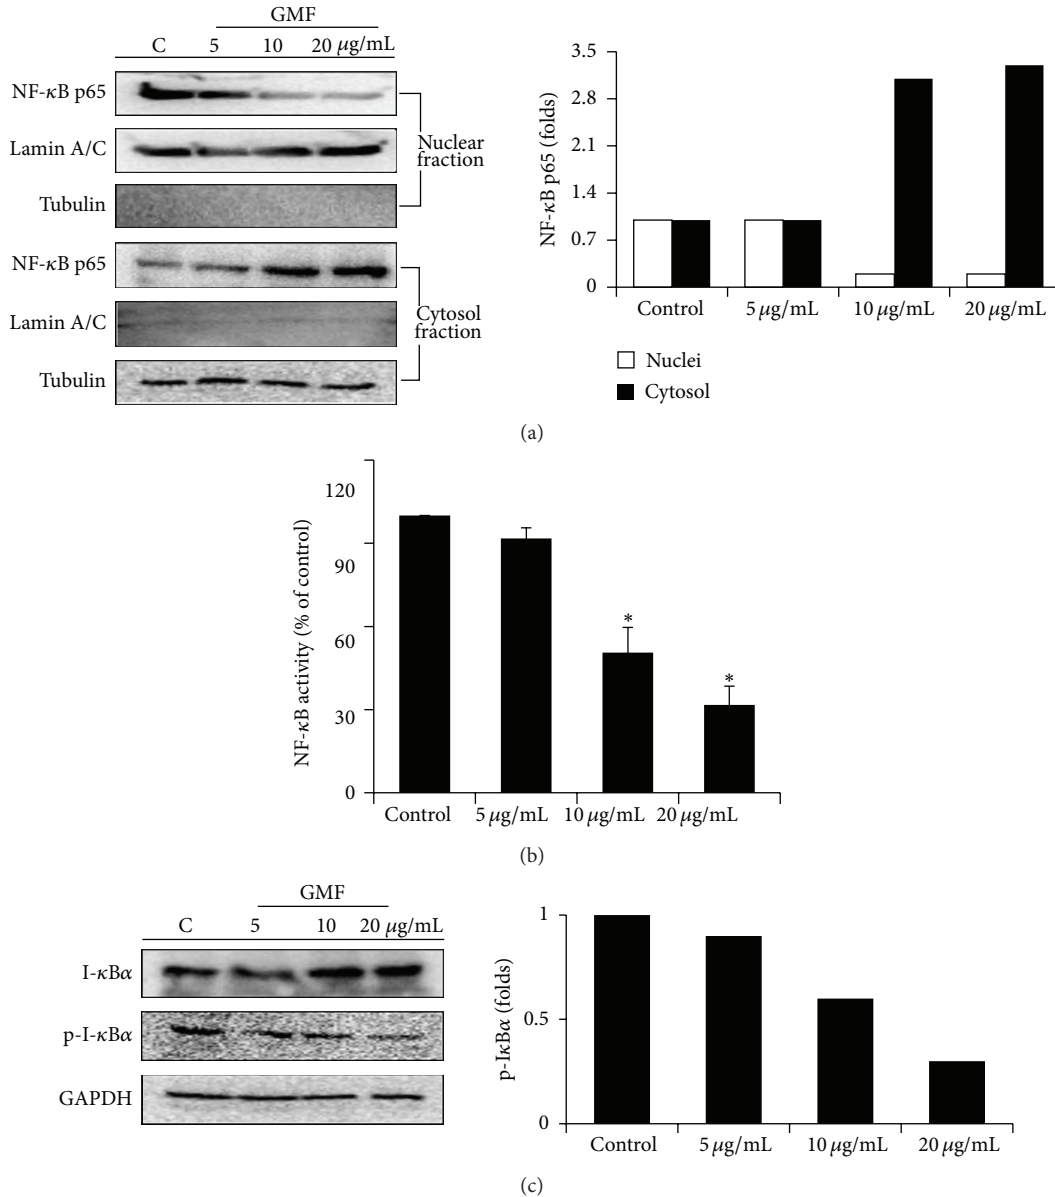 GMF
C 5 10 20 μg/mL
NF-κB p65
Lamin A/C
Tubulin
Nuclear
fraction
NF-κB p65
Lamin A/C
Tubulin
Cytosol
fraction
NF-κB p65 (folds)
3.5
2.8
2.1
1.4
0.7
0
Control 5 μg/mL 10 μg/mL 20 μg/mL
Nuclei
Cytosol
(a)
NF-κB activity (% of control)
120
90
60
30
0
*
*
Control 5 μg/mL 10 μg/mL 20 μg/mL
(b)
GMF
C 5 10 20 μg/mL
I-κBα
p-I-κBα
GAPDH
p-IκBα (folds)
1
0.5
0
Control 5 μg/mL 10 μg/mL 20 μg/mL
(c)